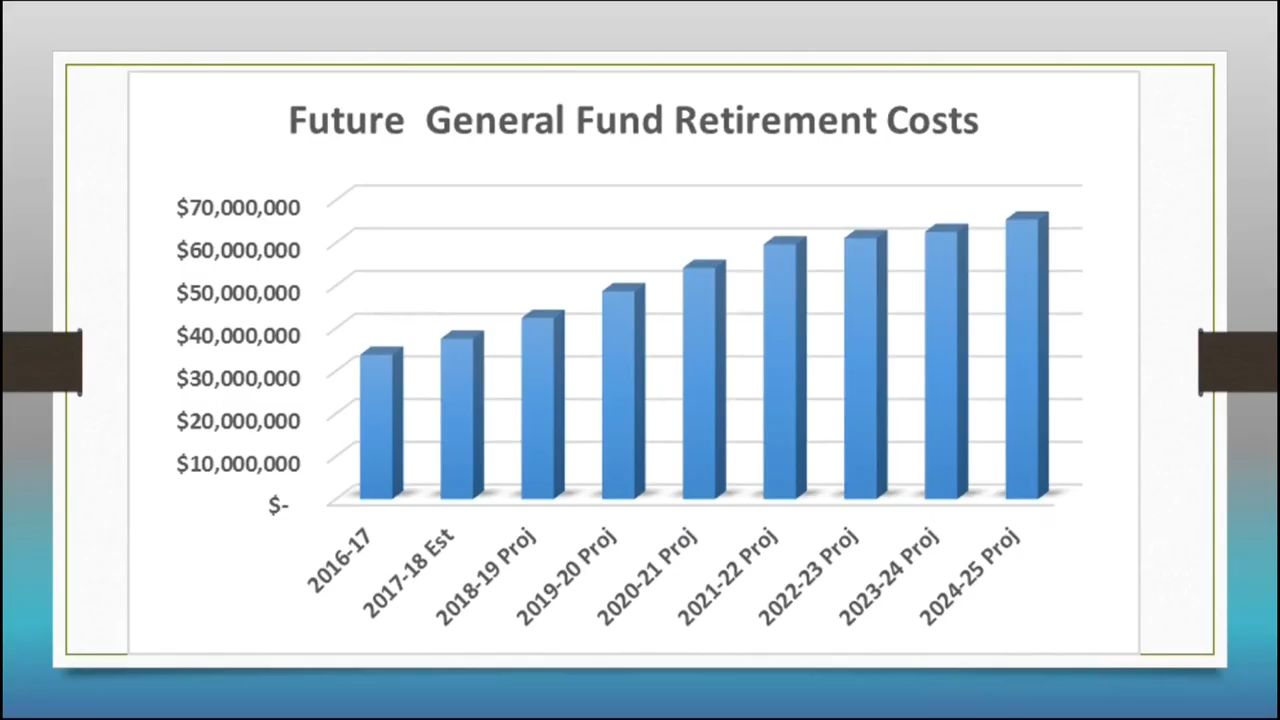 Future  General Fund Retirement Costs
$70,000,000
$60,000,000
$50,000,000
$40,000,000
$30,000,000
$20,000,000
$10,000,000
$-
2016-17
2017-18 Est
2018-19 Proj
2019-20 Proj
2020-21 Proj
2021-22 Proj
2022-23 Proj
2023-24 Proj
2024-25 Proj